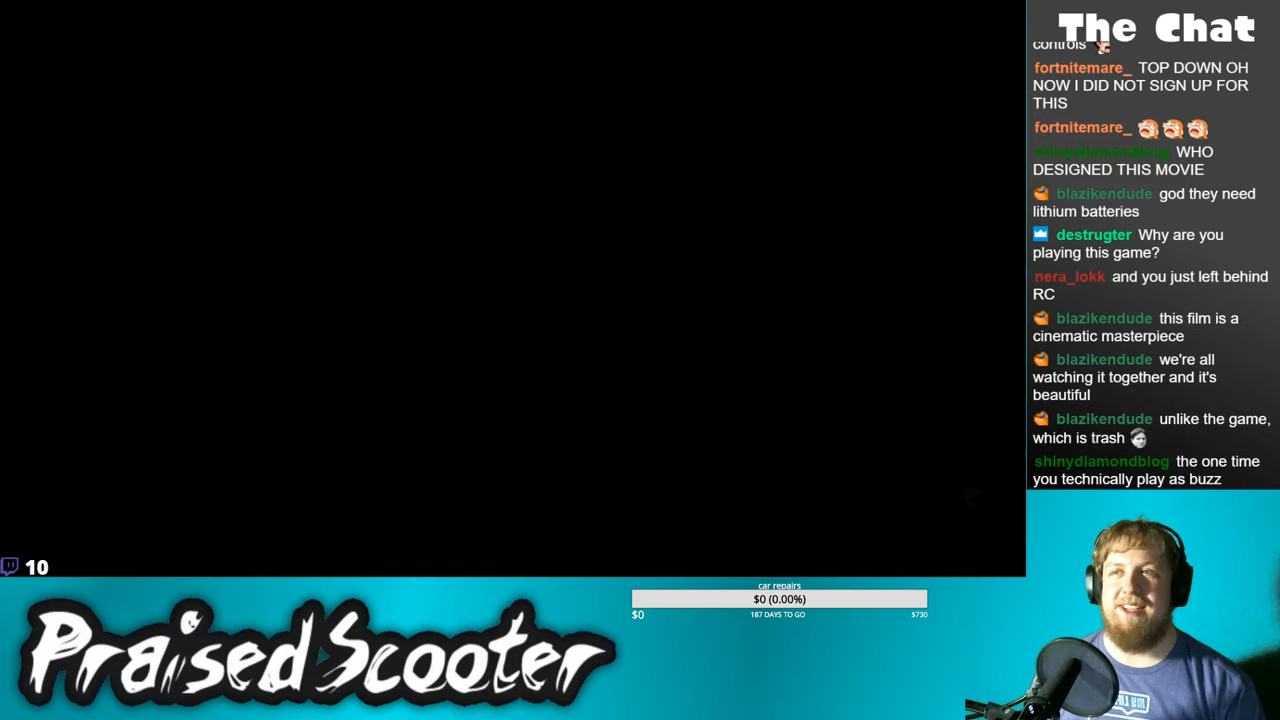 The Chat
controls
fortnitemare_ TOP DOWN OH
NOW I DID NOT SIGN UP FOR
THIS
fortnitemare_
shinydiamondblog WHO
DESIGNED THIS MOVIE
blazikendude god they need
lithium batteries
destrugter Why are you
playing this game?
nera_lokk and you just left behind
RC
blazikendude this film is a
cinematic masterpiece
blazikendude we're all
watching it together and it's
beautiful
blazikendude unlike the game,
which is trash
shinydiamondblog the one time
you technically play as buzz
10
PraisedScooter
car repairs
$0 (0.00%)
$0 187 DAYS TO GO $730